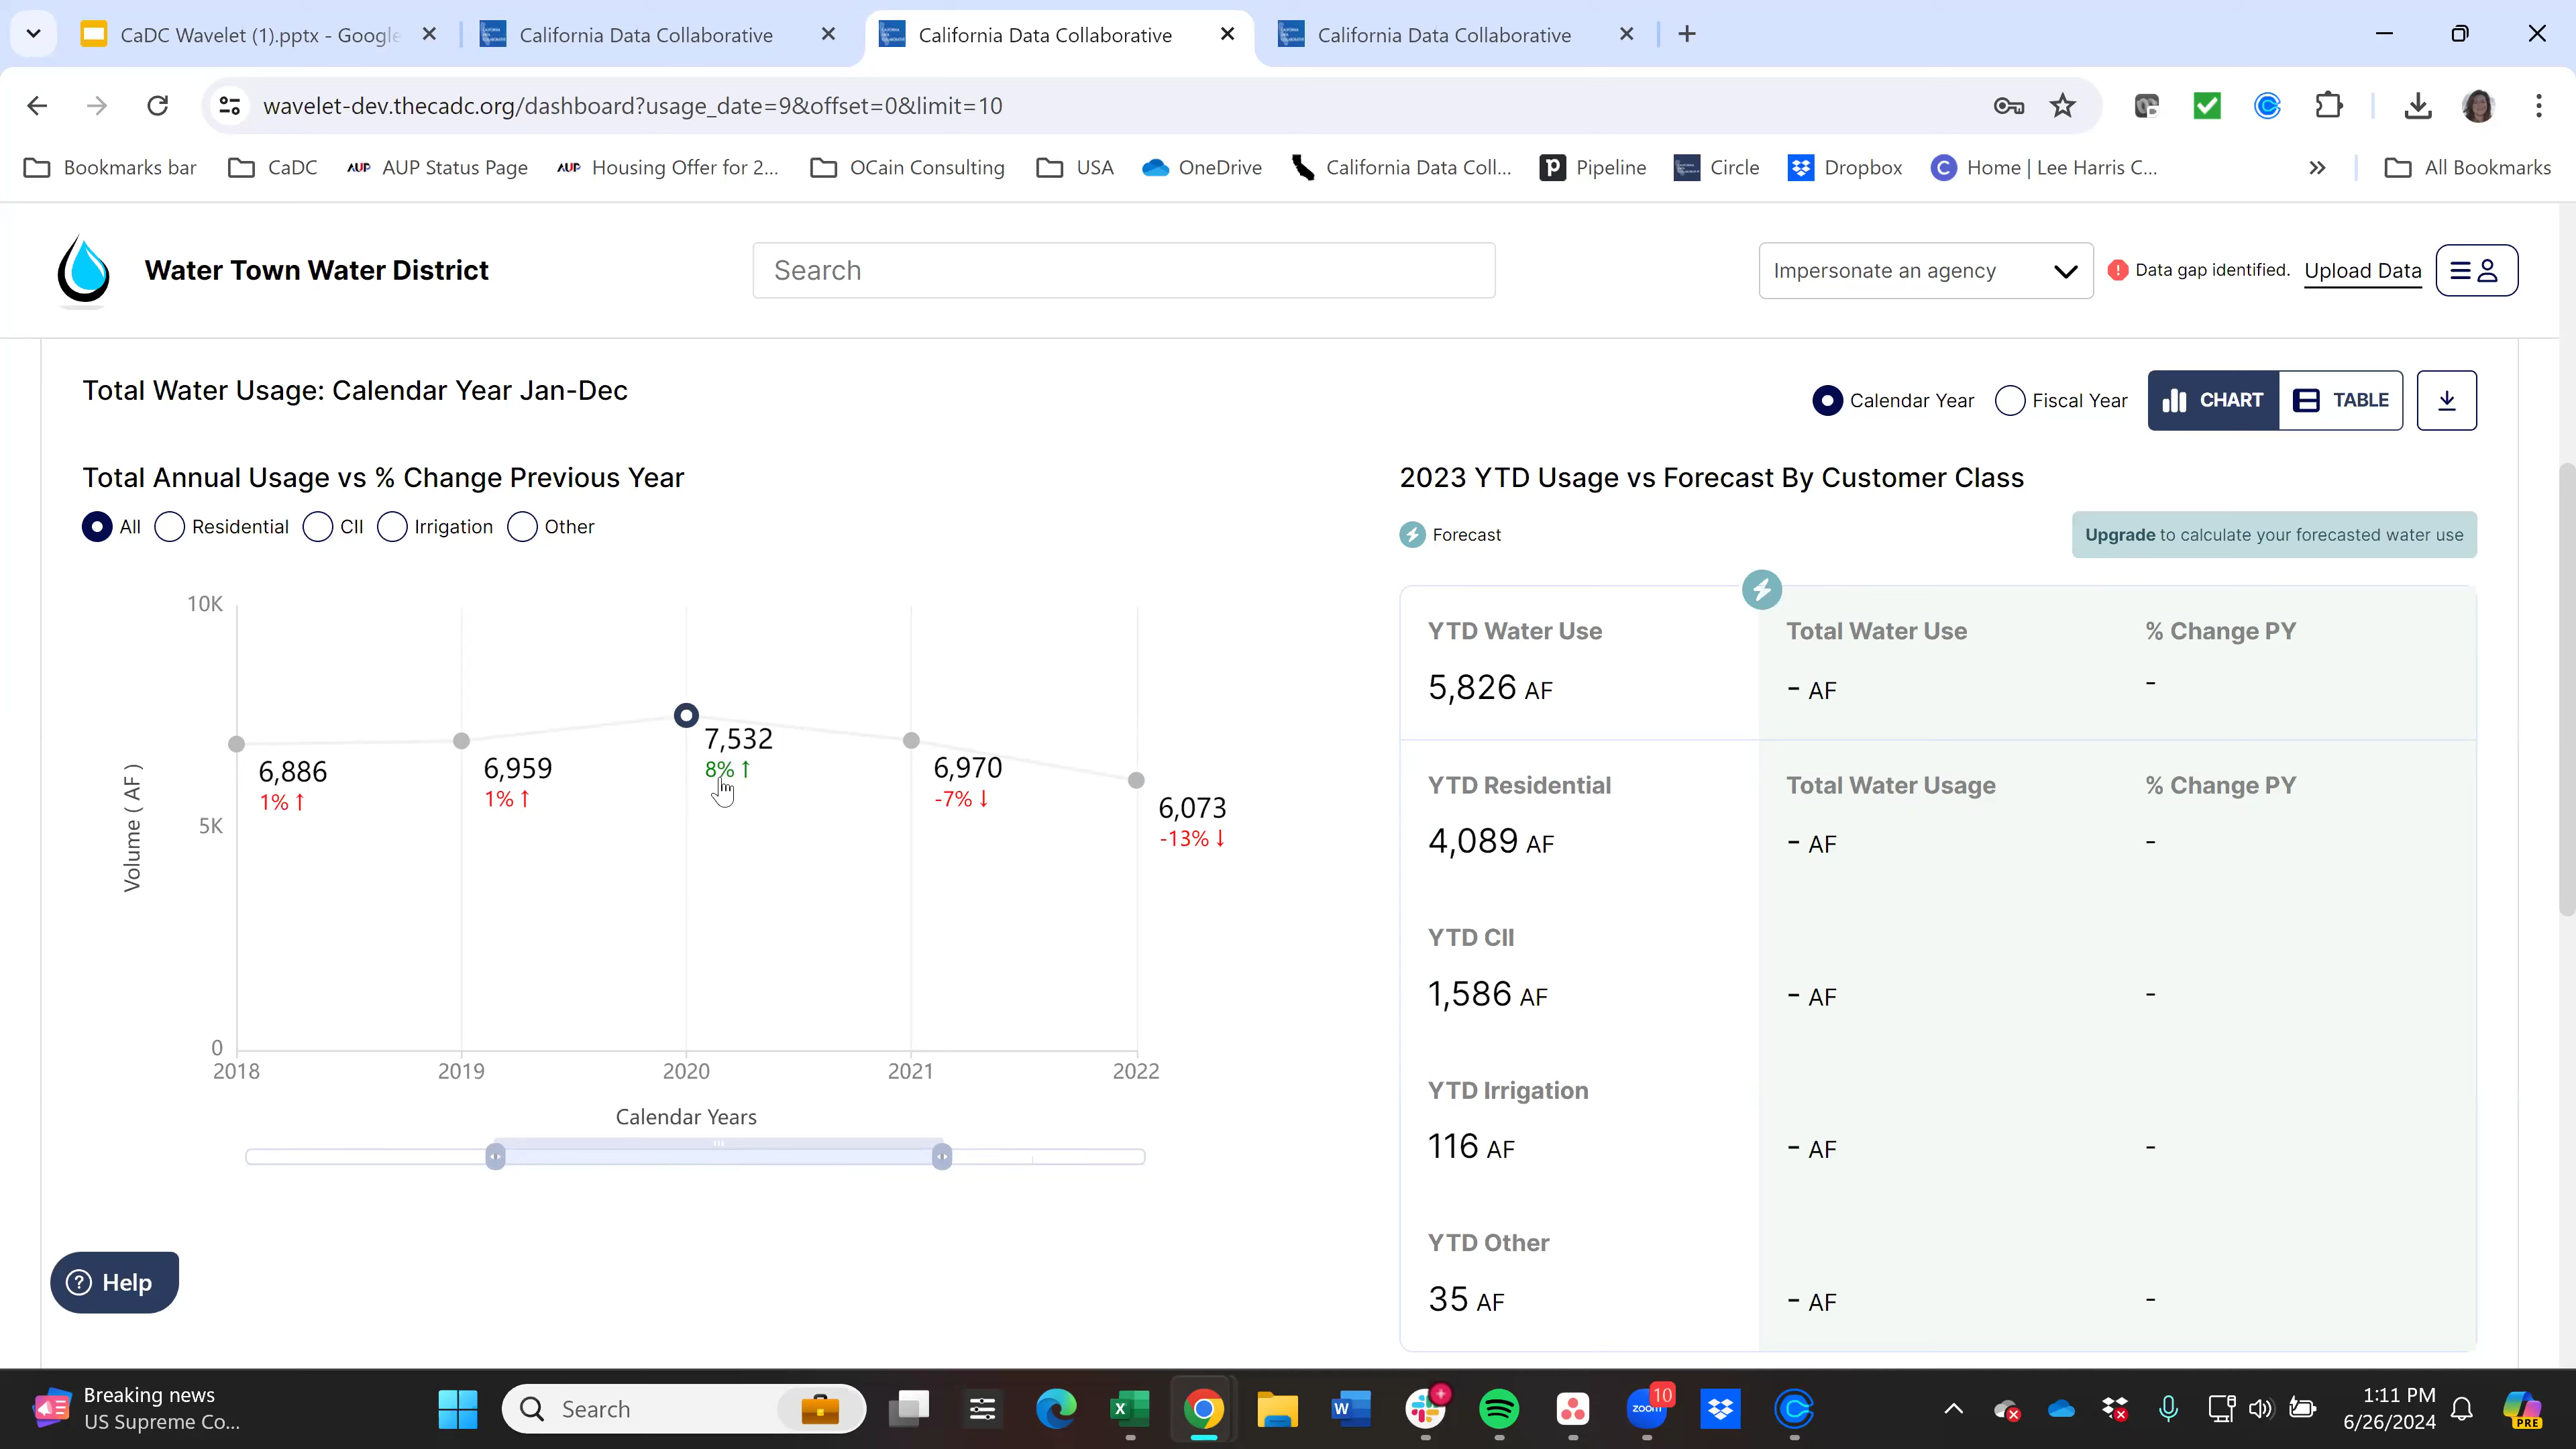 CaDC Wavelet (1).pptx - Google
California Data Collaborative
California Data Collaborative
California Data Collaborative
wavelet-dev.thecadc.org/dashboard?usage_date=9&offset=0&limit=10
Bookmarks bar
CaDC
AUP AUP Status Page
AUP Housing Offer for 2...
OCain Consulting
USA
OneDrive
California Data Coll...
Pipeline
Circle
Dropbox
C Home | Lee Harris C...
All Bookmarks
Water Town Water District
Search
Impersonate an agency
Data gap identified. Upload Data
Total Water Usage: Calendar Year Jan-Dec
Calendar Year
Fiscal Year
CHART
TABLE
Total Annual Usage vs % Change Previous Year
All
Residential
CII
Irrigation
Other
10K
5K
0
Volume ( AF )
6,886
1% ↑
6,959
1% ↑
7,532
8% ↑
6,970
-7% ↓
6,073
-13% ↓
2018
2019
2020
2021
2022
Calendar Years
2023 YTD Usage vs Forecast By Customer Class
Forecast
Upgrade to calculate your forecasted water use
YTD Water Use
Total Water Use
% Change PY
5,826 AF
- AF
-
YTD Residential
Total Water Usage
% Change PY
4,089 AF
- AF
-
YTD CII
1,586 AF
- AF
-
YTD Irrigation
116 AF
- AF
-
YTD Other
35 AF
- AF
-
? Help
Breaking news
US Supreme Co...
Search
zoom
10
1:11 PM
6/26/2024
PRE